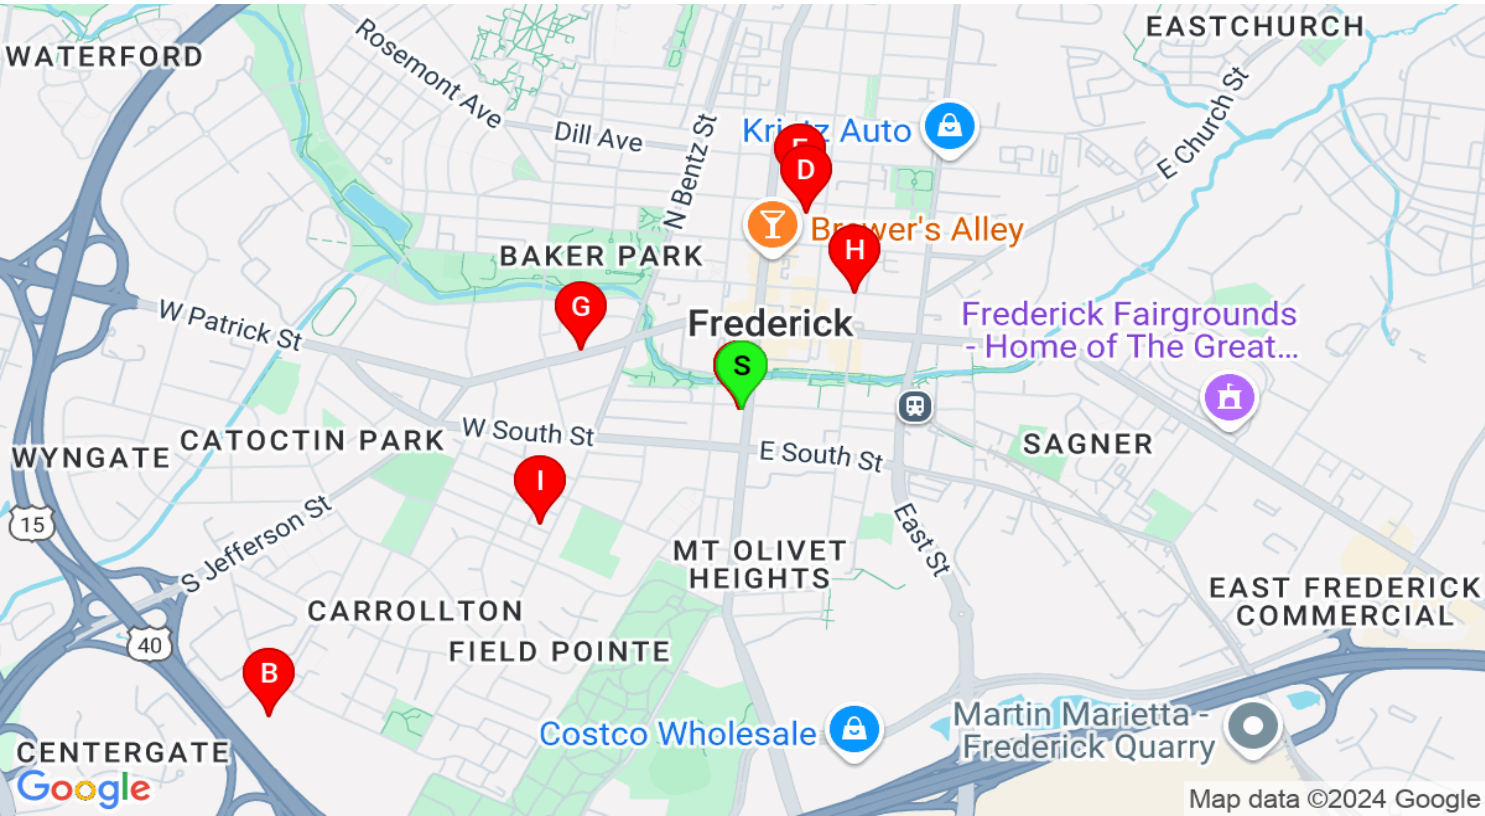 WATERFORD
EASTCHURCH
Rosemont Ave
Dill Ave
N Bentz St
Krintz Auto
E Church St
D
Brewer's Alley
H
BAKER PARK
G
W Patrick St
Frederick
Frederick Fairgrounds
- Home of The Great...
S
W South St
E South St
CATOCTIN PARK
WYNGATE
SAGNER
I
15
S Jefferson St
East St
MT OLIVET
HEIGHTS
EAST FREDERICK
COMMERCIAL
CARROLLTON
FIELD POINTE
40
B
Costco Wholesale
Martin Marietta -
Frederick Quarry
CENTERGATE
Google
Map data ©2024 Google